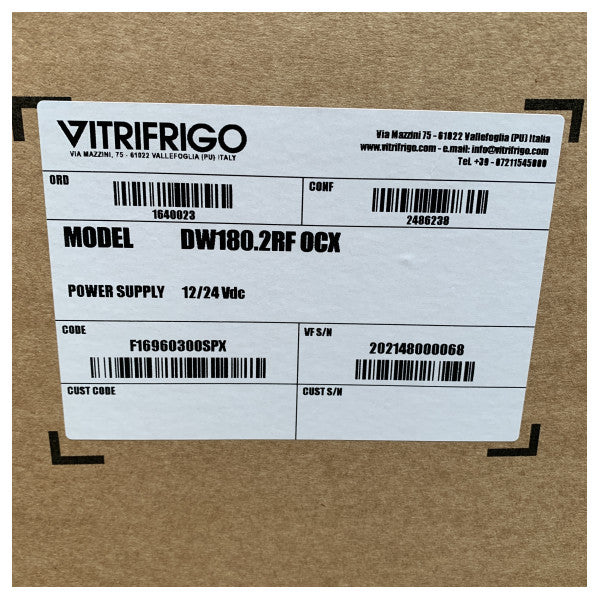 VITRIFRIGO
VIA MAZZINI, 75 - 61022 VALLEFOGLIA (PU) ITALY
Via Mazzini 75 - 61022 Vallefoglia (PU) Italia
www.vitrifrigo.com - e.mail: info@vitrifrigo.com
Tel. +39 - 07211545000
ORD
1640023
CONF
2486238
MODEL DW180.2RF OCX
POWER SUPPLY 12/24 Vdc
CODE
F16960300SPX
VF S/N
202148000068
CUST CODE
CUST S/N